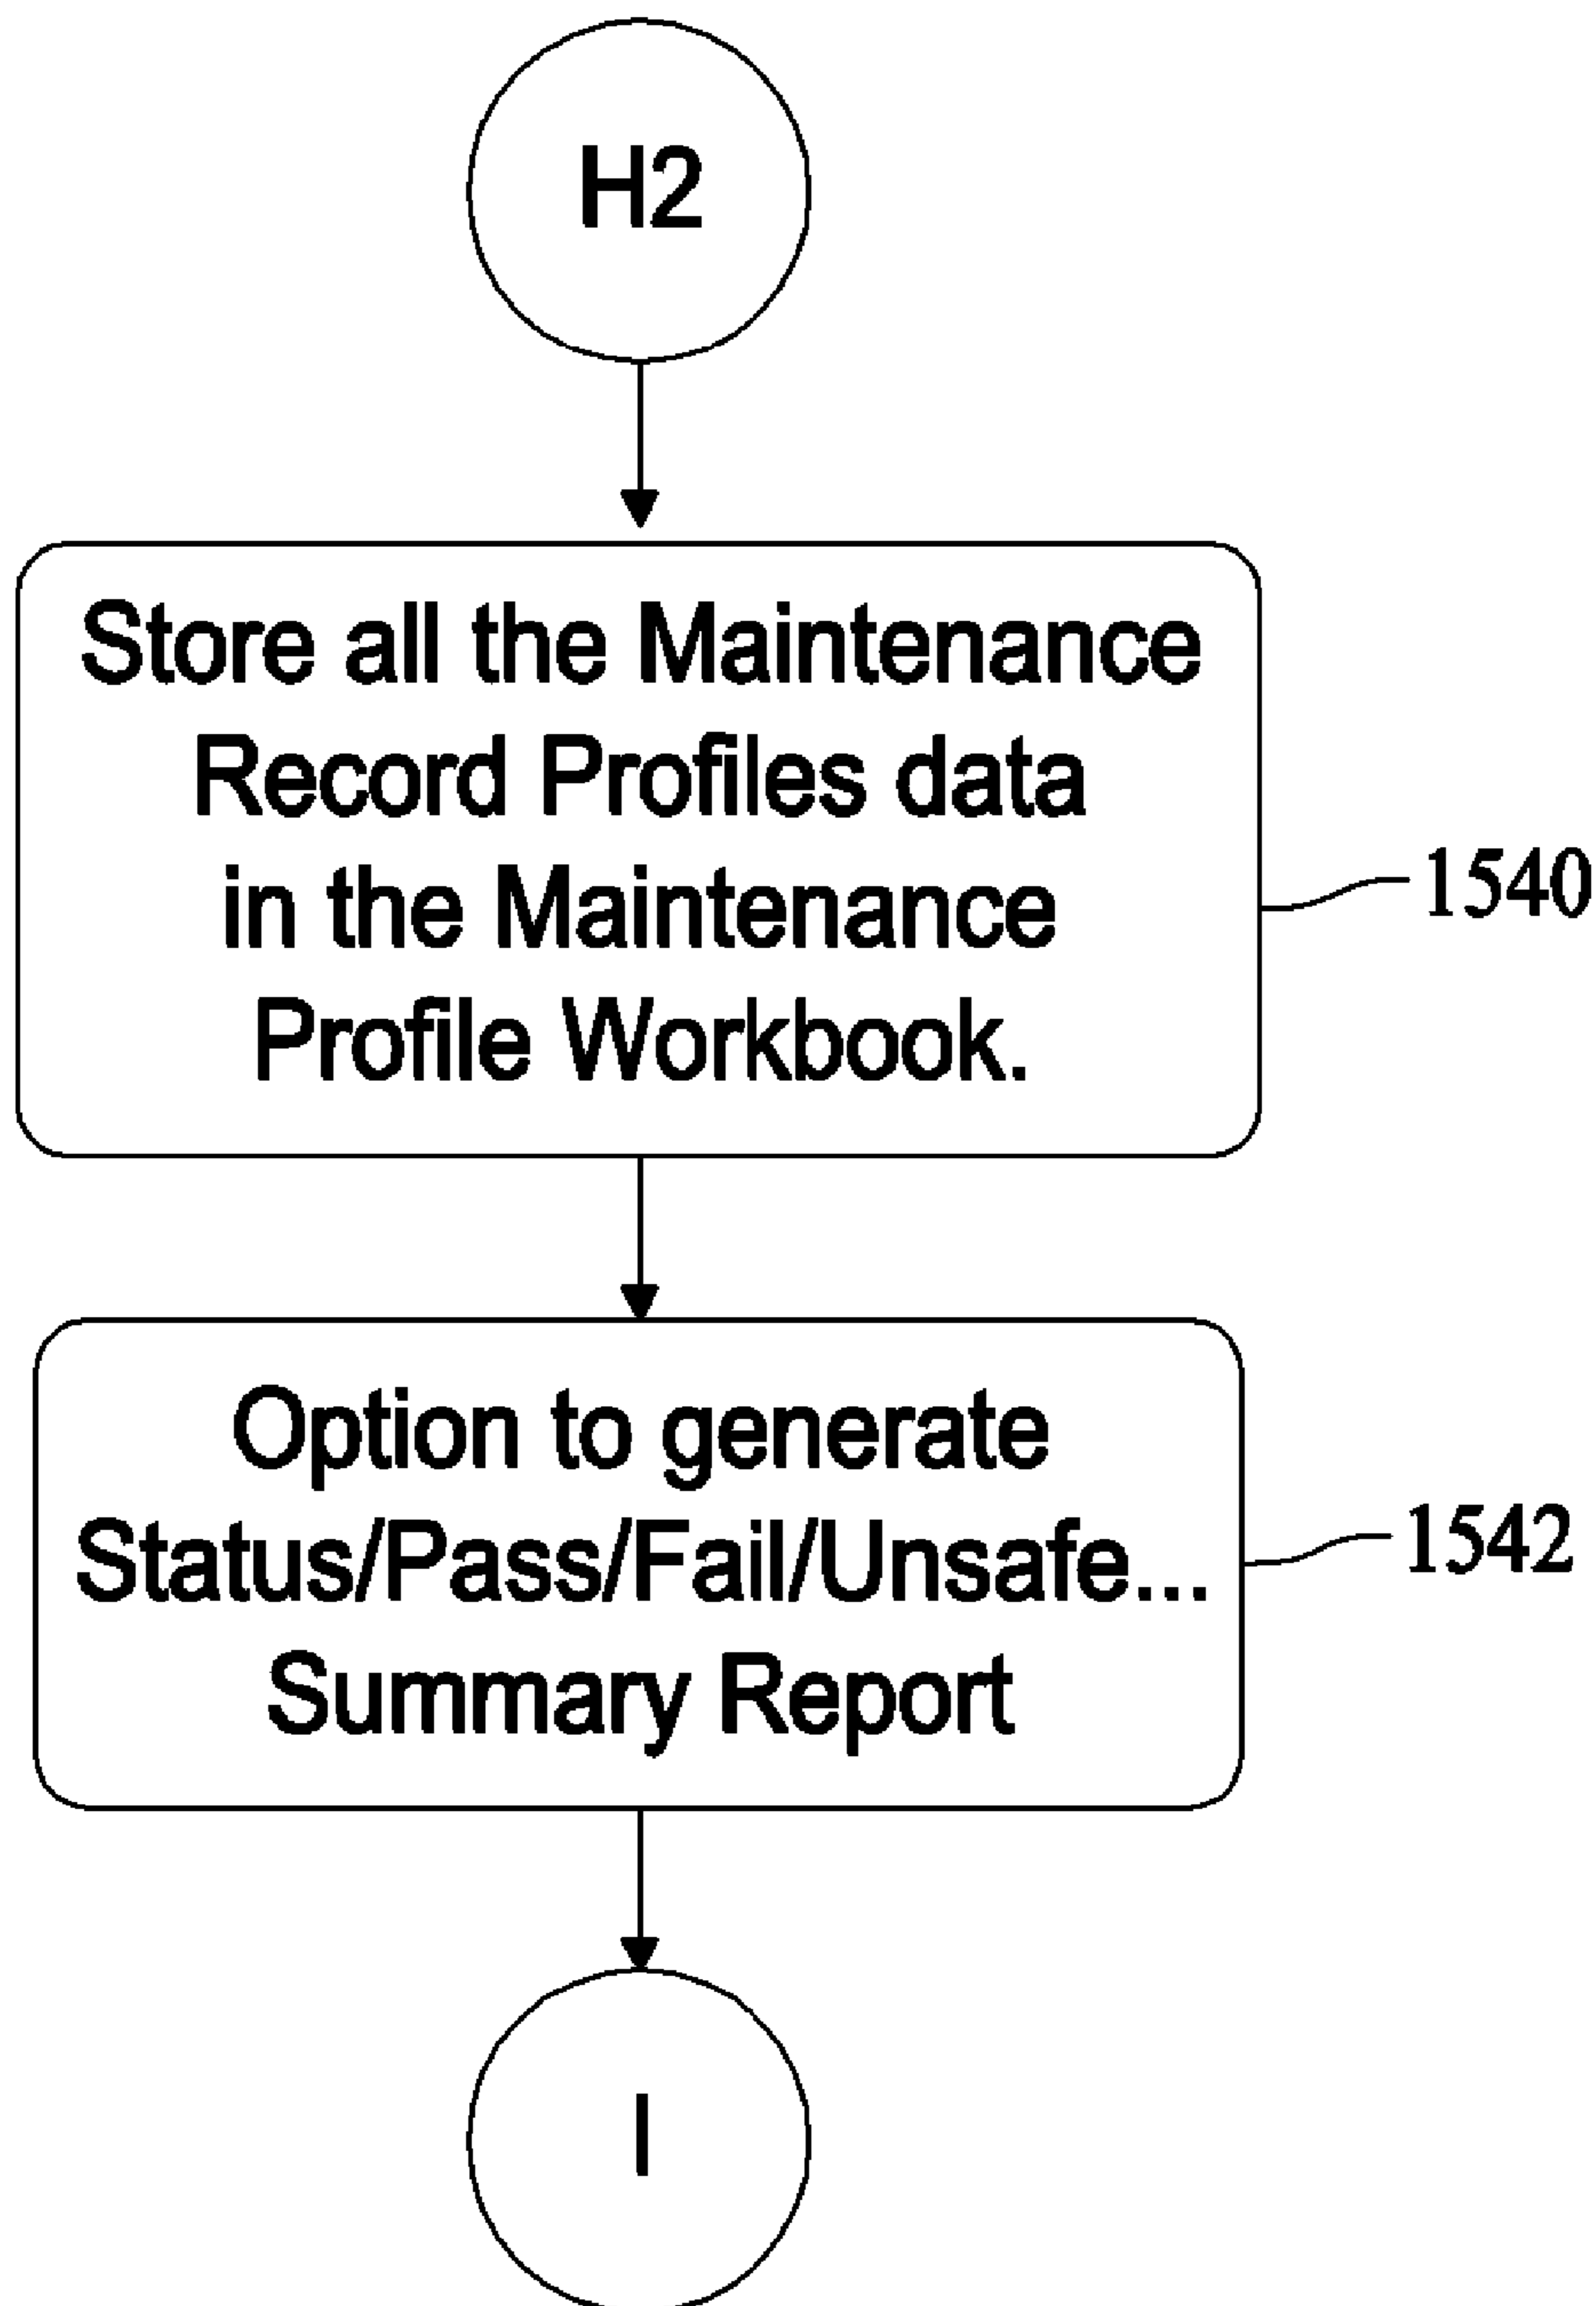 H2
Store all the Maintenance
Record Profiles data
in the Maintenance
Profile Workbook.
1540
Option to generate
Status/Pass/Fail/Unsafe...
Summary Report
1542
I